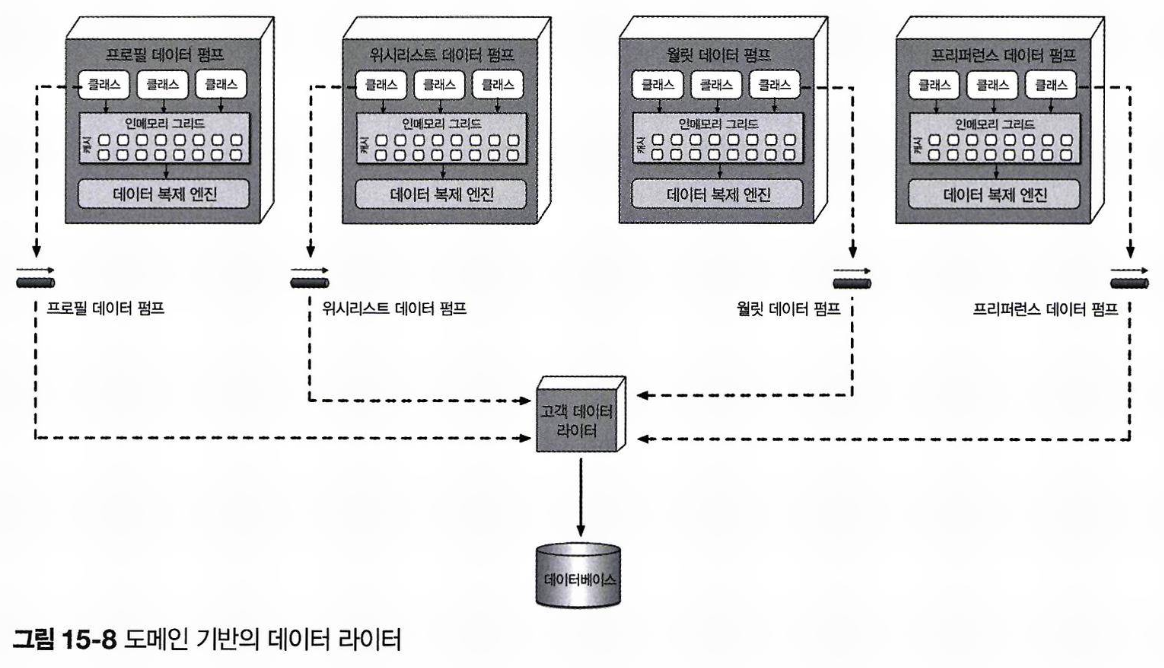 프로필 데이터 펌프
클래스 클래스 클래스
인메모리 그리드
캐시
데이터 복제 엔진
위시리스트 데이터 펌프
클래스 클래스 클래스
인메모리 그리드
캐시
데이터 복제 엔진
월릿 데이터 펌프
클래스 클래스 클래스
인메모리 그리드
캐시
데이터 복제 엔진
프리퍼런스 데이터 펌프
클래스 클래스 클래스
인메모리 그리드
캐시
데이터 복제 엔진
프로필 데이터 펌프
위시리스트 데이터 펌프
월릿 데이터 펌프
프리퍼런스 데이터 펌프
고객 데이터
라이터
데이터베이스
그림 15-8 도메인 기반의 데이터 라이터